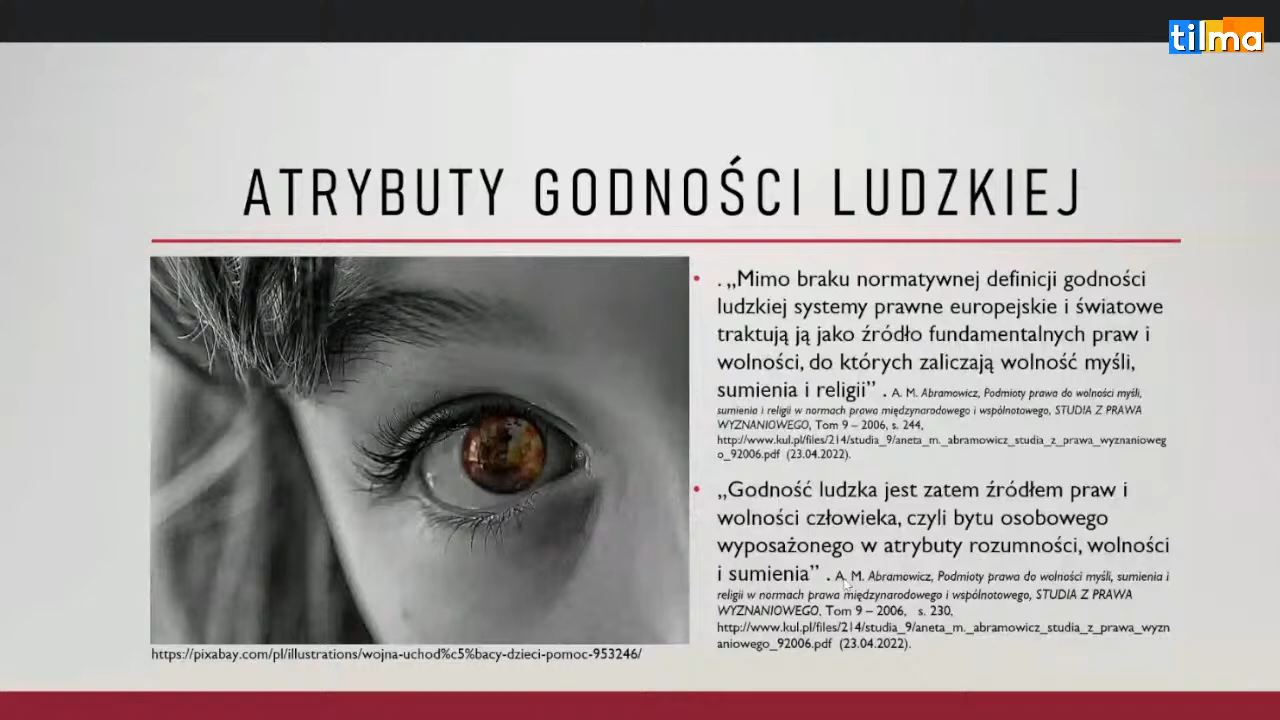 tilma
ATRYBUTY GODNOŚCI LUDZKIEJ
• . „Mimo braku normatywnej definicji godności
ludzkiej systemy prawne europejskie i światowe
traktują ją jako źródło fundamentalnych praw i
wolności, do których zaliczają wolność myśli,
sumienia i religii” . A. M. Abramowicz, Podmioty prawa do wolności myśli,
sumienia i religii w normach prawa międzynarodowego i wspólnotowego, STUDIA Z PRAWA
WYZNANIOWEGO, Tom 9 – 2006, s. 244,
http://www.kul.pl/files/214/studia_9/aneta_m._abramowicz_studia_z_prawa_wyznanioweg
o_92006.pdf (23.04.2022).
• „Godność ludzka jest zatem źródłem praw i
wolności człowieka, czyli bytu osobowego
wyposażonego w atrybuty rozumności, wolności
i sumienia” . A. M. Abramowicz, Podmioty prawa do wolności myśli, sumienia i
religii w normach prawa międzynarodowego i wspólnotowego, STUDIA Z PRAWA
WYZNANIOWEGO, Tom 9 – 2006, s. 230,
http://www.kul.pl/files/214/studia_9/aneta_m._abramowicz_studia_z_prawa_wyzn
aniowego_92006.pdf (23.04.2022).
https://pixabay.com/pl/illustrations/wojna-uchod%c5%bacy-dzieci-pomoc-953246/